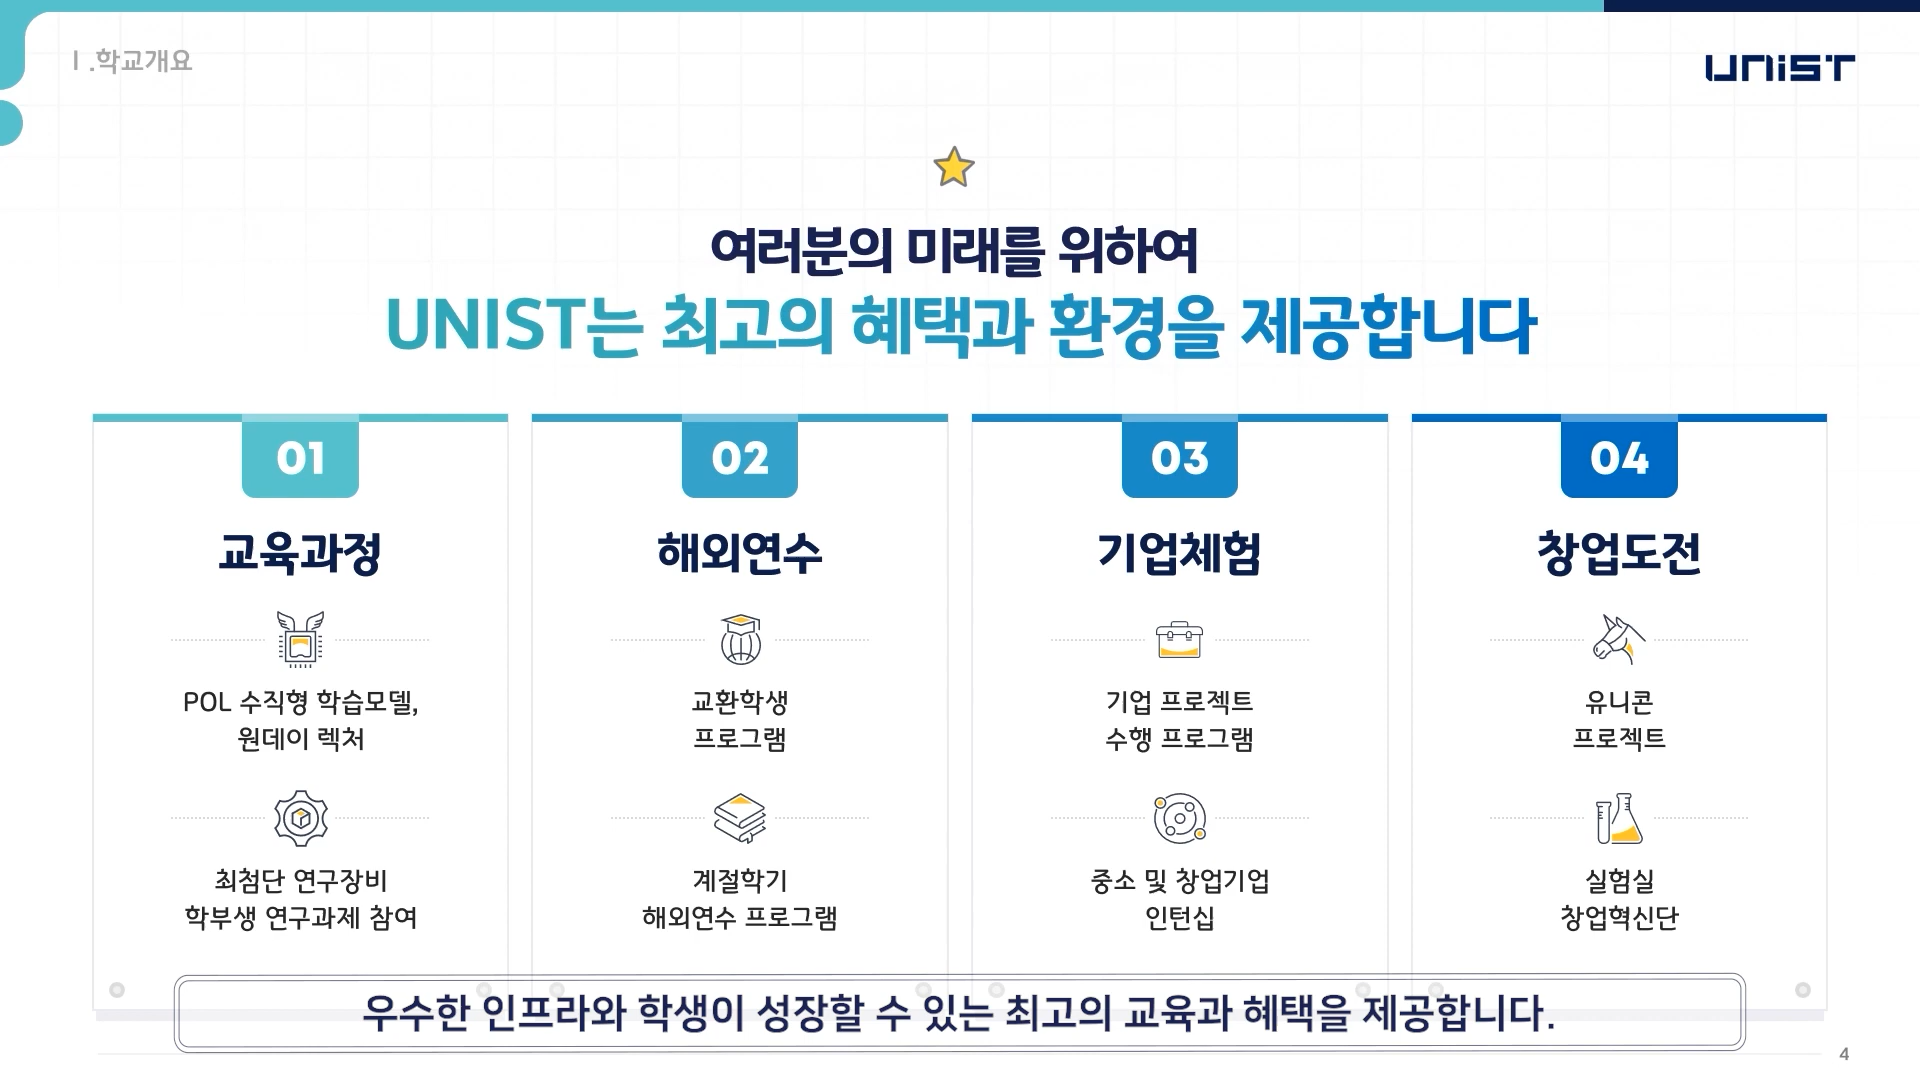 Ⅰ.학교개요
UNIST
여러분의 미래를 위하여
UNIST는 최고의 혜택과 환경을 제공합니다
01
교육과정
POL 수직형 학습모델,
원데이 렉처
최첨단 연구장비
학부생 연구과제 참여
02
해외연수
교환학생
프로그램
계절학기
해외연수 프로그램
03
기업체험
기업 프로젝트
수행 프로그램
중소 및 창업기업
인턴십
04
창업도전
유니콘
프로젝트
실험실
창업혁신단
우수한 인프라와 학생이 성장할 수 있는 최고의 교육과 혜택을 제공합니다.
4